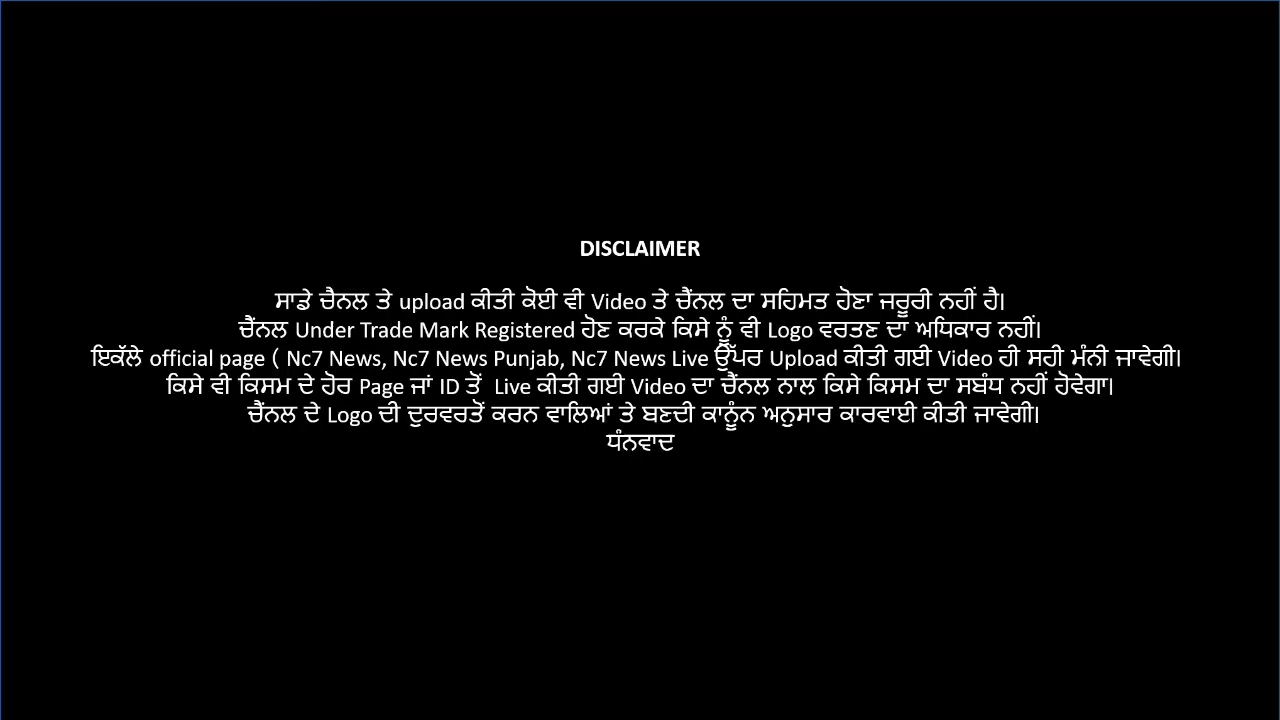 DISCLAIMER
ਸਾਡੇ ਚੈਨਲ ਤੇ upload ਕੀਤੀ ਕੋਈ ਵੀ Video ਤੇ ਚੈਂਨਲ ਦਾ ਸਹਿਮਤ ਹੋਣਾ ਜਰੂਰੀ ਨਹੀਂ ਹੈ।
ਚੈਂਨਲ Under Trade Mark Registered ਹੋਣ ਕਰਕੇ ਕਿਸੇ ਨੂੰ ਵੀ Logo ਵਰਤਣ ਦਾ ਅਧਿਕਾਰ ਨਹੀਂ।
ਇਕੱਲੇ official page ( Nc7 News, Nc7 News Punjab, Nc7 News Live ਉੱਪਰ Upload ਕੀਤੀ ਗਈ Video ਹੀ ਸਹੀ ਮੰਨੀ ਜਾਵੇਗੀ।
ਕਿਸੇ ਵੀ ਕਿਸਮ ਦੇ ਹੋਰ Page ਜਾਂ ID ਤੋਂ Live ਕੀਤੀ ਗਈ Video ਦਾ ਚੈਂਨਲ ਨਾਲ ਕਿਸੇ ਕਿਸਮ ਦਾ ਸਬੰਧ ਨਹੀਂ ਹੋਵੇਗਾ।
ਚੈਂਨਲ ਦੇ Logo ਦੀ ਦੁਰਵਰਤੋਂ ਕਰਨ ਵਾਲਿਆਂ ਤੇ ਬਣਦੀ ਕਾਨੂੰਨ ਅਨੁਸਾਰ ਕਾਰਵਾਈ ਕੀਤੀ ਜਾਵੇਗੀ।
ਧੰਨਵਾਦ